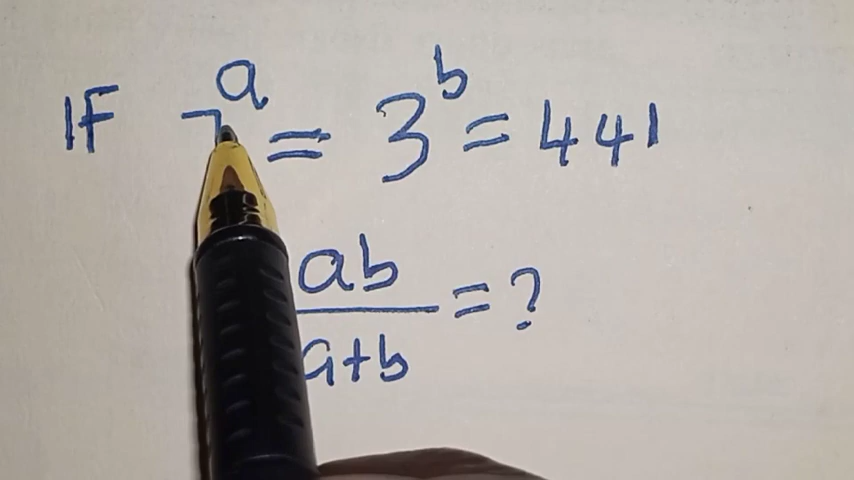 IF 7^a = 3^b = 441
ab/a+b = ?